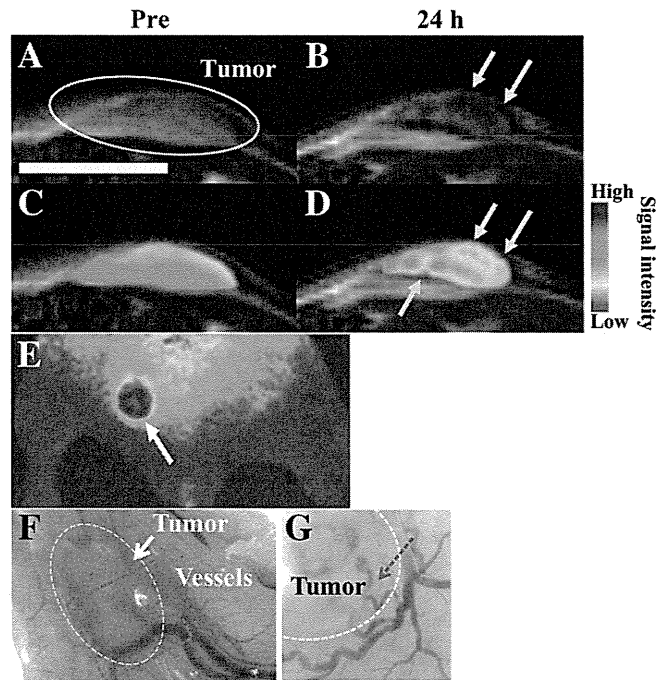 Pre
24 h
A
Tumor
B
C
D
High
Signal intensity
Low
E
F
Tumor
Vessels
G
Tumor